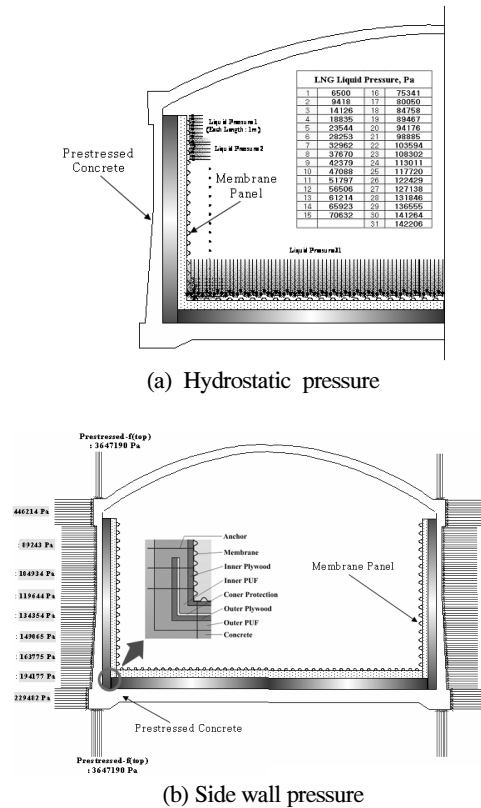 LNG Liquid Pressure, Pa
1 6500 16 75341
2 9418 17 80050
3 14126 18 84758
4 18835 19 89467
5 23544 20 94176
6 28253 21 98885
7 32962 22 103594
8 37670 23 108302
9 42379 24 113011
10 47088 25 117720
11 51797 26 122429
12 56506 27 127138
13 61214 28 131846
14 65923 29 136555
15 70632 30 141264
31 142206
Liquid Pressure1
(Each Length : 1m)
Liquid Pressure2
Prestressed
Concrete
Membrane
Panel
Liquid Pressure31
(a) Hydrostatic pressure
Prestressed-f(top)
: 3647190 Pa
446214 Pa
: 89243 Pa
: 104934 Pa
: 119644 Pa
: 134354 Pa
: 149065 Pa
: 163775 Pa
: 194177 Pa
229482 Pa
Anchor
Membrane
Inner Plywood
Inner PUF
Coner Protection
Outer Plywood
Outer PUF
Concrete
Membrane Panel
Prestressed Concrete
Prestressed-f(top)
: 3647190 Pa
(b) Side wall pressure